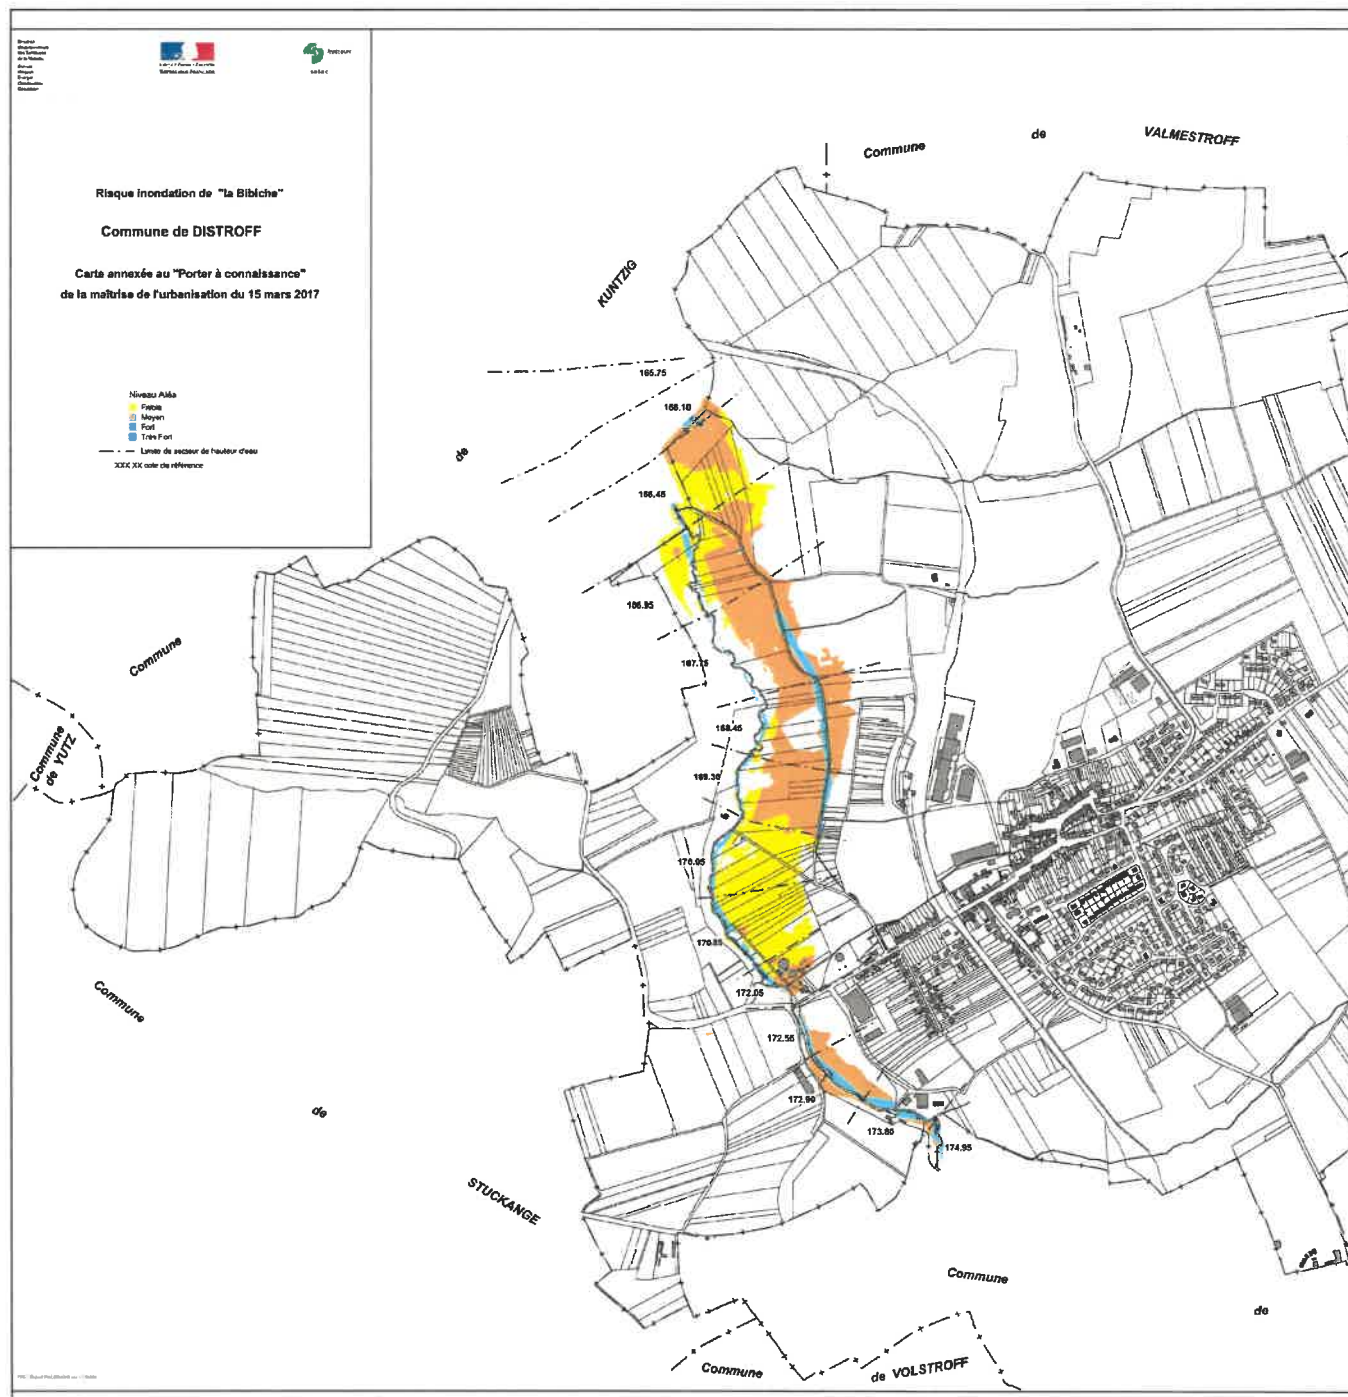 Risque inondation de "la Bibiche"
Commune de DISTROFF
Carte annexée au "Porter à connaissance"
de la maîtrise de l'urbanisation du 15 mars 2017
Niveau Aléa
Faible
Moyen
Fort
Très Fort
Limite de secteur de hauteur d'eau
XXX.XX cote de référence
Commune
de
VALMESTROFF
KUNTZIG
de
Commune
Commune
de YUTZ
Commune
de
STUCKANGE
Commune
de
Commune
de VOLSTROFF
165.75
166.10
166.45
166.95
167.75
168.45
169.30
170.05
170.85
172.05
172.55
172.90
173.80
174.95